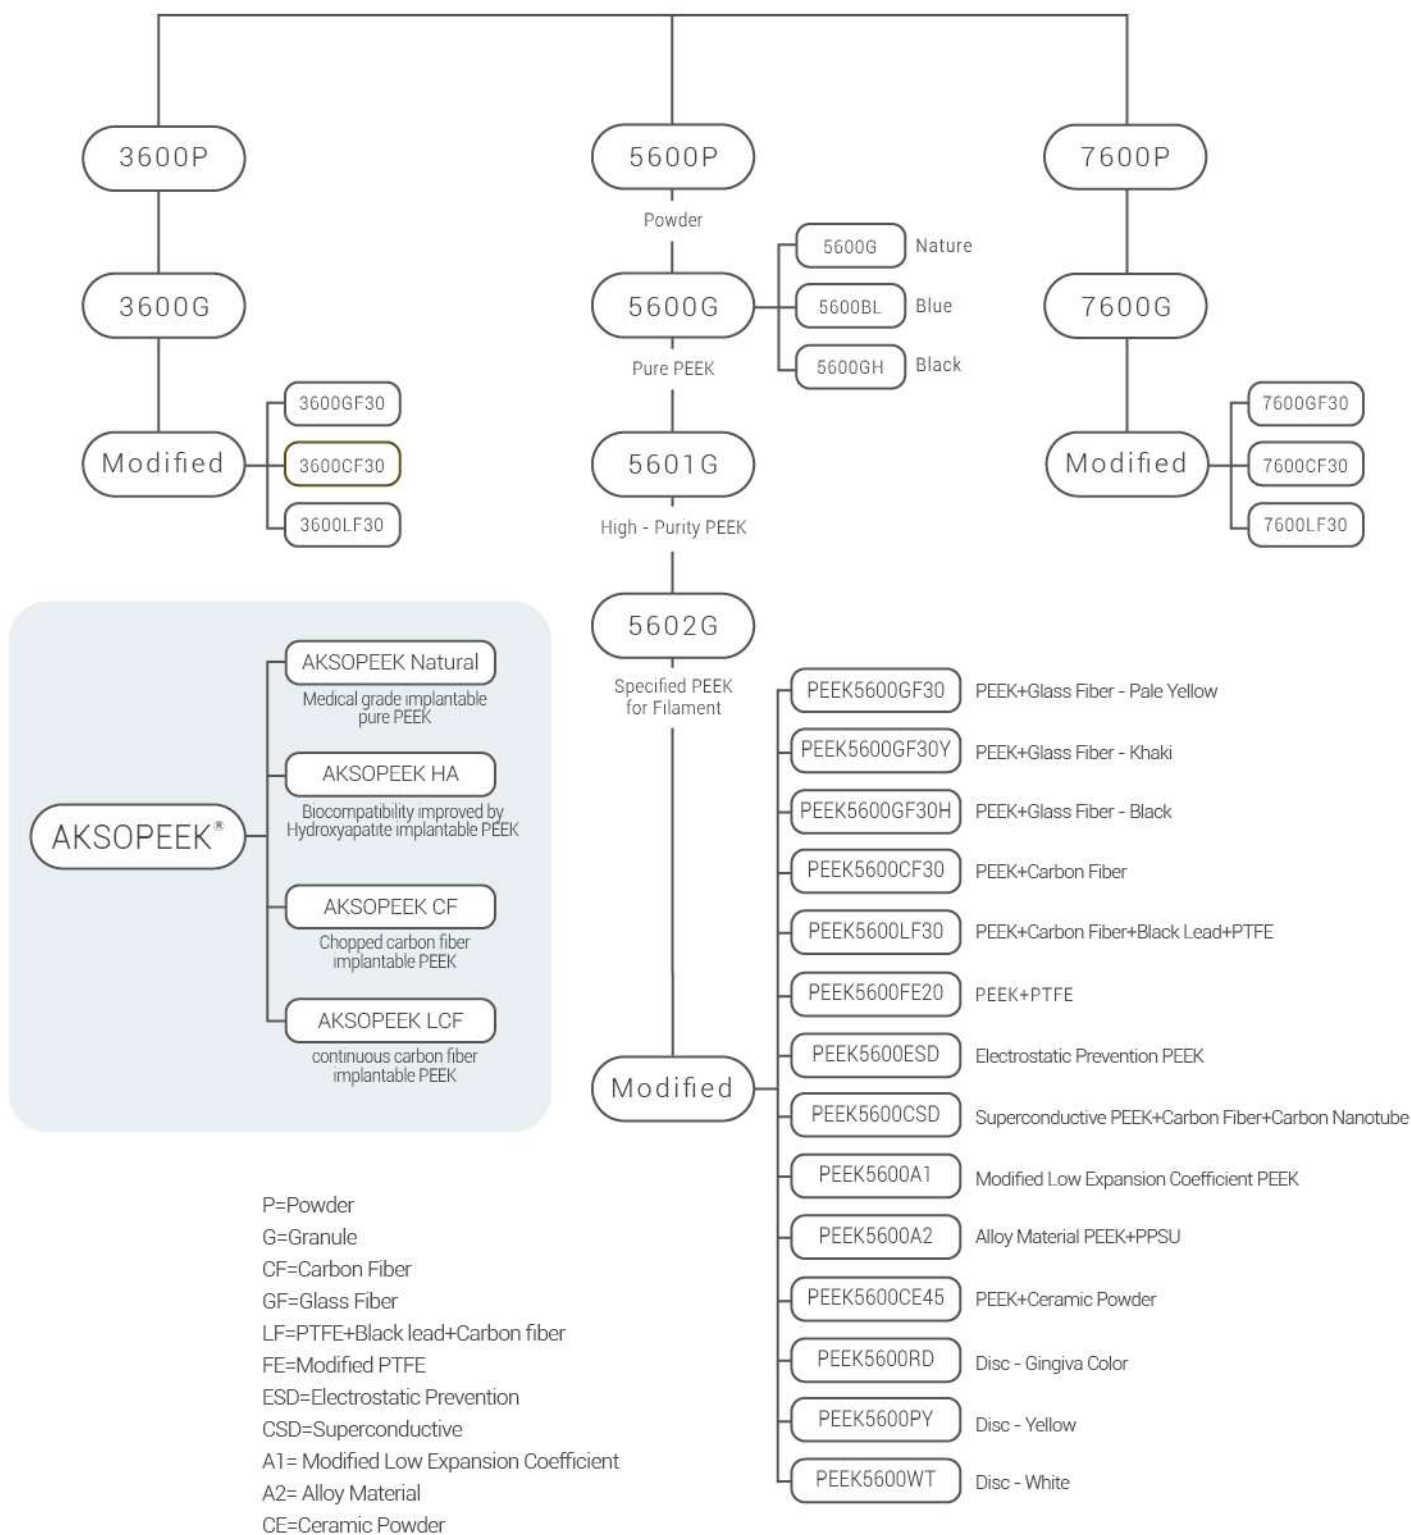 3600P
3600G
Modified
3600GF30
3600CF30
3600LF30
5600P
Powder
5600G
5600G Nature
5600BL Blue
5600GH Black
Pure PEEK
5601G
High - Purity PEEK
5602G
Specified PEEK
for Filament
Modified
7600P
7600G
Modified
7600GF30
7600CF30
7600LF30
AKSOPEEK®
AKSOPEEK Natural
Medical grade implantable
pure PEEK
AKSOPEEK HA
Biocompatibility improved by
Hydroxyapatite implantable PEEK
AKSOPEEK CF
Chopped carbon fiber
implantable PEEK
AKSOPEEK LCF
continuous carbon fiber
implantable PEEK
PEEK5600GF30 PEEK+Glass Fiber - Pale Yellow
PEEK5600GF30Y PEEK+Glass Fiber - Khaki
PEEK5600GF30H PEEK+Glass Fiber - Black
PEEK5600CF30 PEEK+Carbon Fiber
PEEK5600LF30 PEEK+Carbon Fiber+Black Lead+PTFE
PEEK5600FE20 PEEK+PTFE
PEEK5600ESD Electrostatic Prevention PEEK
PEEK5600CSD Superconductive PEEK+Carbon Fiber+Carbon Nanotube
PEEK5600A1 Modified Low Expansion Coefficient PEEK
PEEK5600A2 Alloy Material PEEK+PPSU
PEEK5600CE45 PEEK+Ceramic Powder
PEEK5600RD Disc - Gingiva Color
PEEK5600PY Disc - Yellow
PEEK5600WT Disc - White
P=Powder
G=Granule
CF=Carbon Fiber
GF=Glass Fiber
LF=PTFE+Black lead+Carbon fiber
FE=Modified PTFE
ESD=Electrostatic Prevention
CSD=Superconductive
A1= Modified Low Expansion Coefficient
A2= Alloy Material
CE=Ceramic Powder